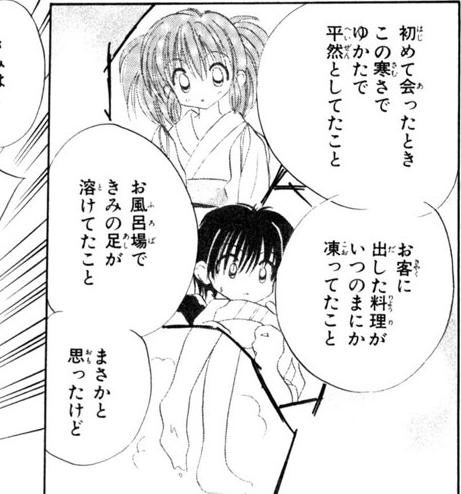 初めて会ったとき
この寒さで
ゆかたで
平然としてたこと
お客に
出した料理が
いつのまにか
凍ってたこと
お風呂場で
きみの足が
溶けてたこと
まさかと
思ったけど